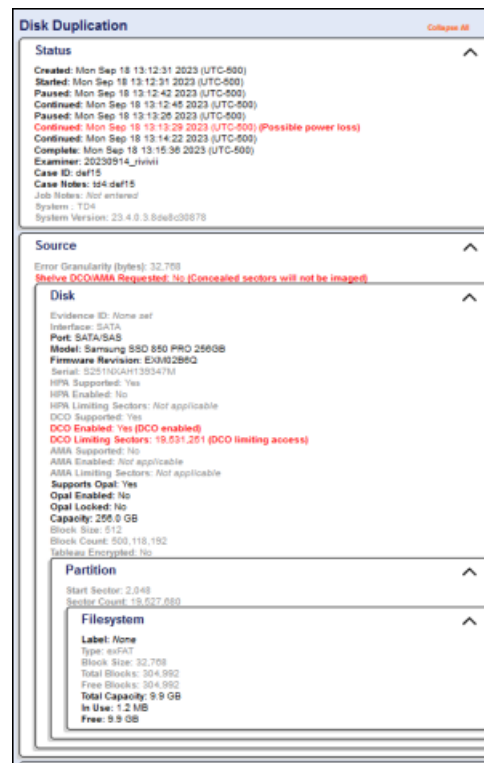 Disk Duplication
Collapse All
Status
Created: Mon Sep 18 13:12:31 2023 (UTC-500)
Started: Mon Sep 18 13:12:31 2023 (UTC-500)
Paused: Mon Sep 18 13:12:42 2023 (UTC-500)
Continued: Mon Sep 18 13:12:45 2023 (UTC-500)
Paused: Mon Sep 18 13:13:26 2023 (UTC-500)
Continued: Mon Sep 18 13:13:29 2023 (UTC-500) (Possible power loss)
Continued: Mon Sep 18 13:14:22 2023 (UTC-500)
Complete: Mon Sep 18 13:15:36 2023 (UTC-500)
Examiner: 20230914_rivivii
Case ID: def15
Case Notes: td4:def15
Job Notes: Not entered
System : TD4
System Version: 23.4.0.3.8de8c30878
Source
Error Granularity (bytes): 32,768
Shelve DCO/AMA Requested: No (Concealed sectors will not be imaged)
Disk
Evidence ID: None set
Interface: SATA
Port: SATA/SAS
Model: Samsung SSD 850 PRO 256GB
Firmware Revision: EXM02B6Q
Serial: S251NXAH139347M
HPA Supported: Yes
HPA Enabled: No
HPA Limiting Sectors: Not applicable
DCO Supported: Yes
DCO Enabled: Yes (DCO enabled)
DCO Limiting Sectors: 19,531,251 (DCO limiting access)
AMA Supported: No
AMA Enabled: Not applicable
AMA Limiting Sectors: Not applicable
Supports Opal: Yes
Opal Enabled: No
Opal Locked: No
Capacity: 256.0 GB
Block Size: 512
Block Count: 500,118,192
Tableau Encrypted: No
Partition
Start Sector: 2,048
Sector Count: 19,527,680
Filesystem
Label: None
Type: exFAT
Block Size: 32,768
Total Blocks: 304,992
Free Blocks: 304,992
Total Capacity: 9.9 GB
In Use: 1.2 MB
Free: 9.9 GB